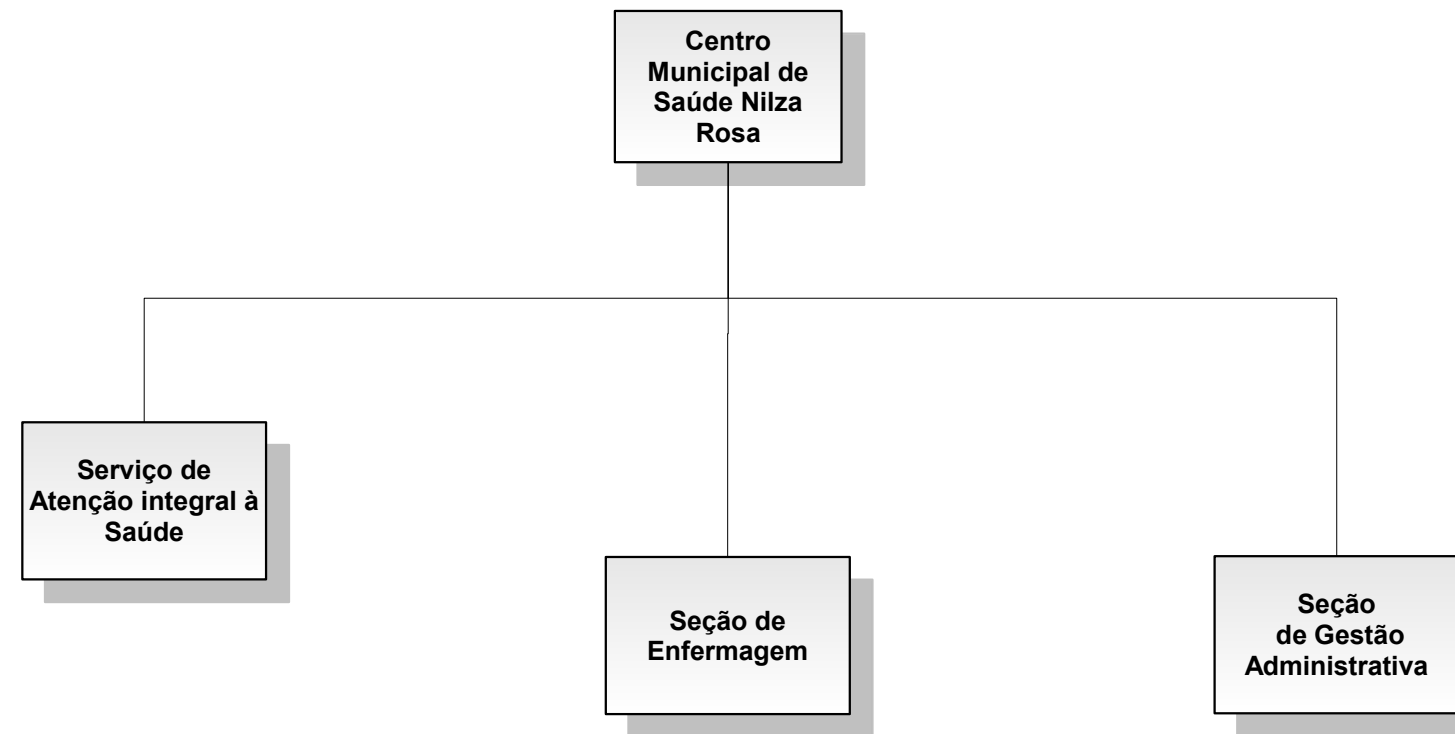 Centro
Municipal de
Saúde Nilza
Rosa
Serviço de
Atenção integral à
Saúde
Seção de
Enfermagem
Seção
de Gestão
Administrativa